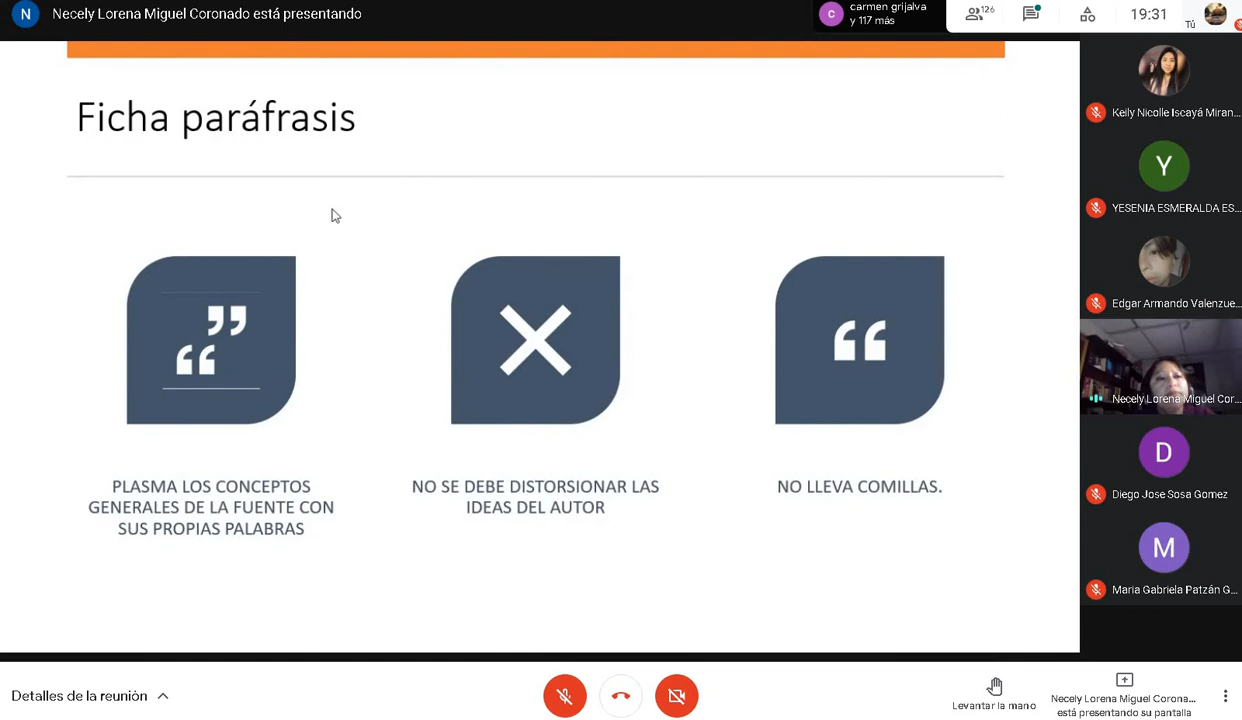 N
Necely Lorena Miguel Coronado está presentando
c
carmen grijalva
y 117 más
126
19:31
Tú
Ficha paráfrasis
PLASMA LOS CONCEPTOS
GENERALES DE LA FUENTE CON
SUS PROPIAS PALABRAS
NO SE DEBE DISTORSIONAR LAS
IDEAS DEL AUTOR
NO LLEVA COMILLAS.
Keily Nicolle Iscayá Miran...
Y
YESENIA ESMERALDA ES...
Edgar Armando Valenzue...
Necely Lorena Miguel Cor...
D
Diego Jose Sosa Gomez
M
Maria Gabriela Patzán G...
Detalles de la reunión
Levantar la mano
Necely Lorena Miguel Corona...
está presentando su pantalla